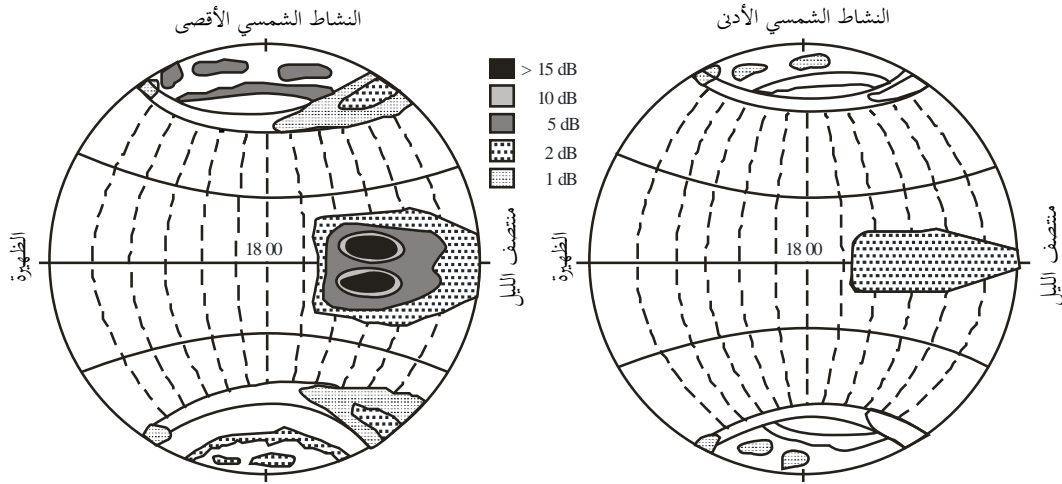 النشاط الشمسي الأقصى
النشاط الشمسي الأدنى
> 15 dB
10 dB
5 dB
2 dB
1 dB
الظهيرة
18 00
منتصف الليل
الظهيرة
18 00
منتصف الليل